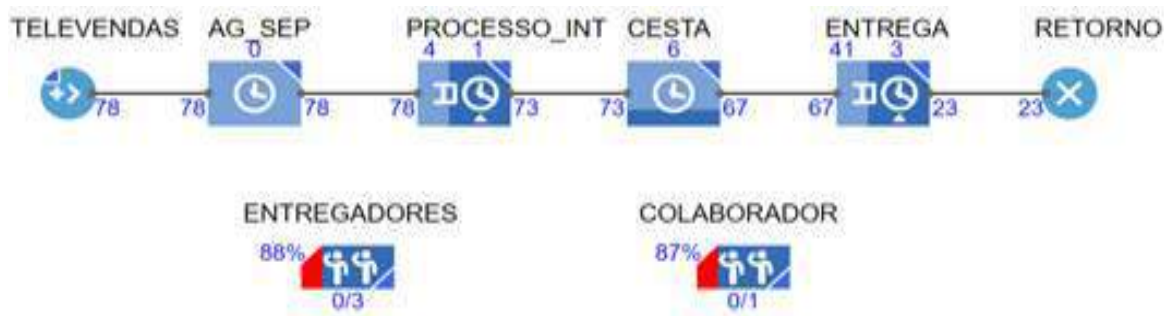 TELEVENDAS AG_SEP PROCESSO_INT CESTA ENTREGA RETORNO
0 4 1 6 41 3
78 78 78 78 73 73 67 67 23 23
ENTREGADORES COLABORADOR
88% 87%
0/3 0/1